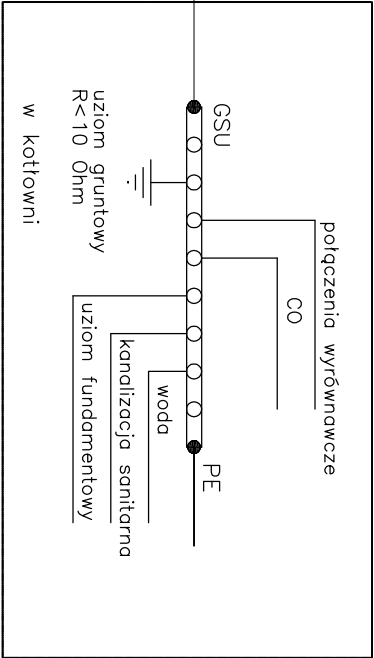 GSU
połączenia wyrównawcze
CO
PE
woda
kanalizacja sanitarna
uziom fundamentowy
uziom gruntowy
R<10 Ohm
w kotłowni